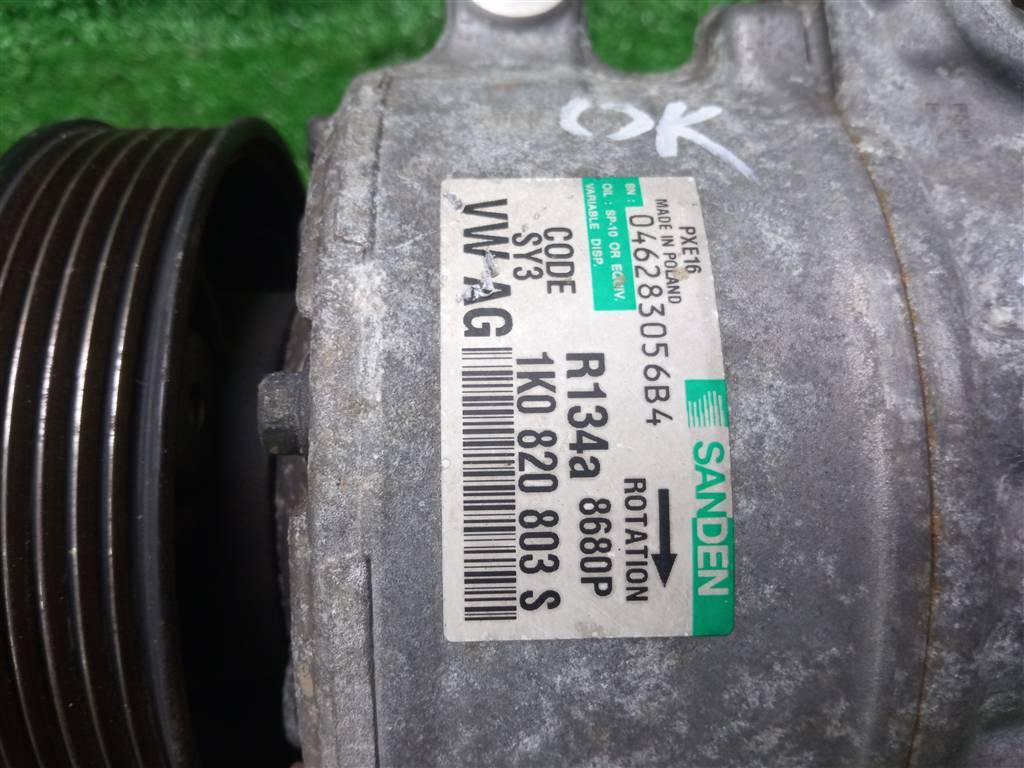 OK
SANDEN
PXE16
MADE IN POLAND
SN: 046283056B4
OIL : SP-10 OR EQUIV.
VARIABLE DISP.
ROTATION
R134a 8680P
CODE
SY3
1K0 820 803 S
VW AG